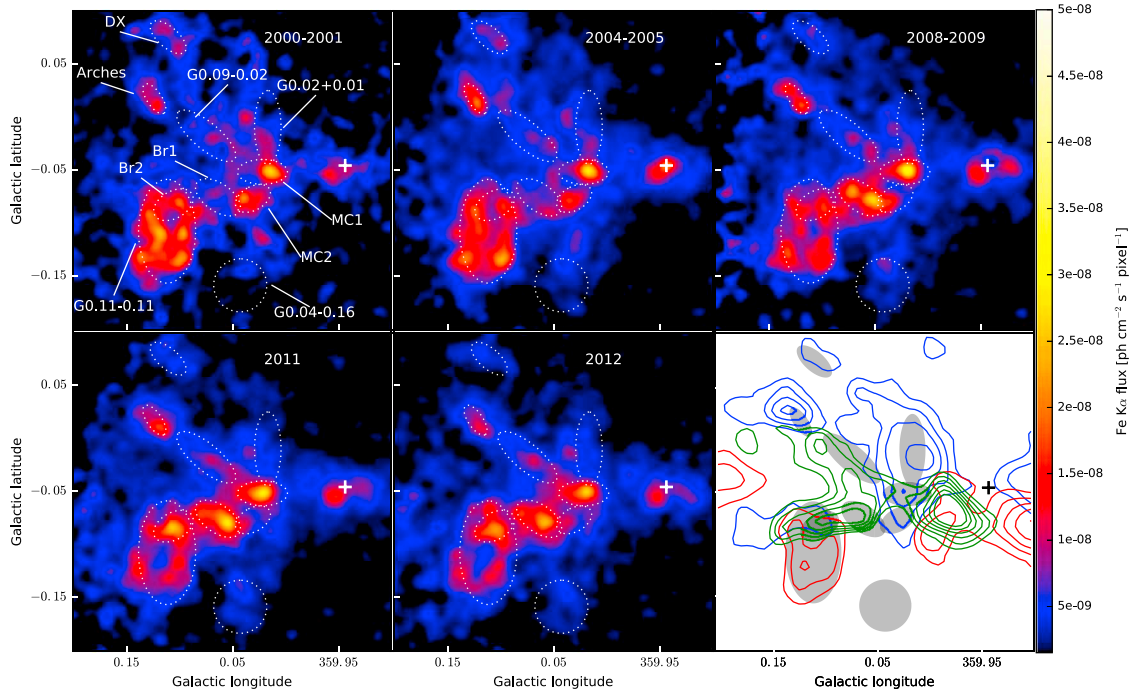 DX
2000-2001
2004-2005
2008-2009
Arches
G0.09-0.02
G0.02+0.01
Br1
Br2
MC1
MC2
G0.11-0.11
G0.04-0.16
0.05
−0.05
−0.15
Galactic latitude
2011
2012
0.05
−0.05
−0.15
Galactic latitude
0.15
0.05
359.95
0.15
0.05
359.95
0.15
0.05
359.95
Galactic longitude
Galactic longitude
Galactic longitude
5e-08
4.5e-08
4e-08
3.5e-08
3e-08
2.5e-08
2e-08
1.5e-08
1e-08
5e-09
Fe Kα flux [ph cm⁻² s⁻¹ pixel⁻¹]